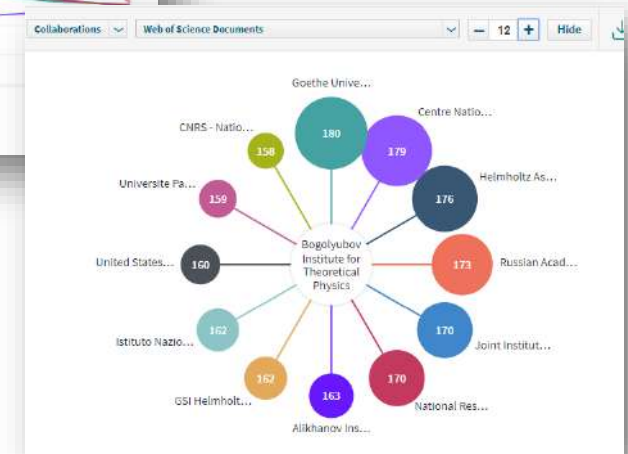 Collaborations
Web of Science Documents
− 12 +
Hide
Goethe Unive...
180
Centre Natio...
179
Helmholtz As...
176
Russian Acad...
173
Joint Institut...
170
National Res...
170
Alikhanov Ins...
163
GSI Helmholt...
162
Istituto Nazio...
162
United States...
160
Universite Pa...
159
CNRS - Natio...
158
Bogolyubov
Institute for
Theoretical
Physics